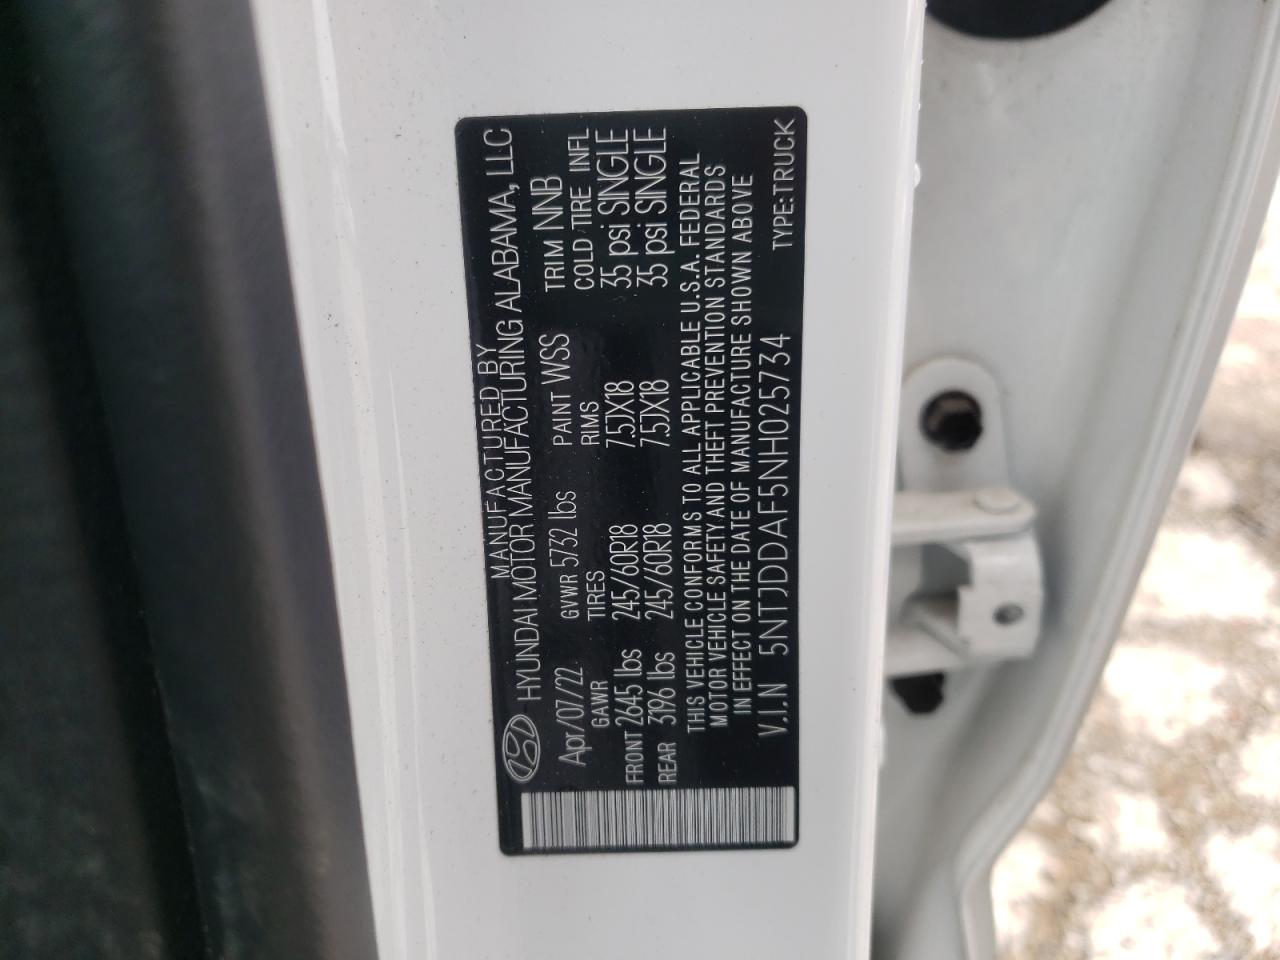 MANUFACTURED BY
HYUNDAI MOTOR MANUFACTURING ALABAMA, LLC
Apr/07/22 GVWR 5732 lbs PAINT WSS TRIM NNB
GAWR TIRES RIMS COLD TIRE INFL
FRONT 2645 lbs 245/60R18 7.5JX18 35 psi SINGLE
REAR 3196 lbs 245/60R18 7.5JX18 35 psi SINGLE
THIS VEHICLE CONFORMS TO ALL APPLICABLE U.S.A. FEDERAL
MOTOR VEHICLE SAFETY AND THEFT PREVENTION STANDARDS
IN EFFECT ON THE DATE OF MANUFACTURE SHOWN ABOVE
V.I.N 5NTJDDAF5NH025734 TYPE:TRUCK